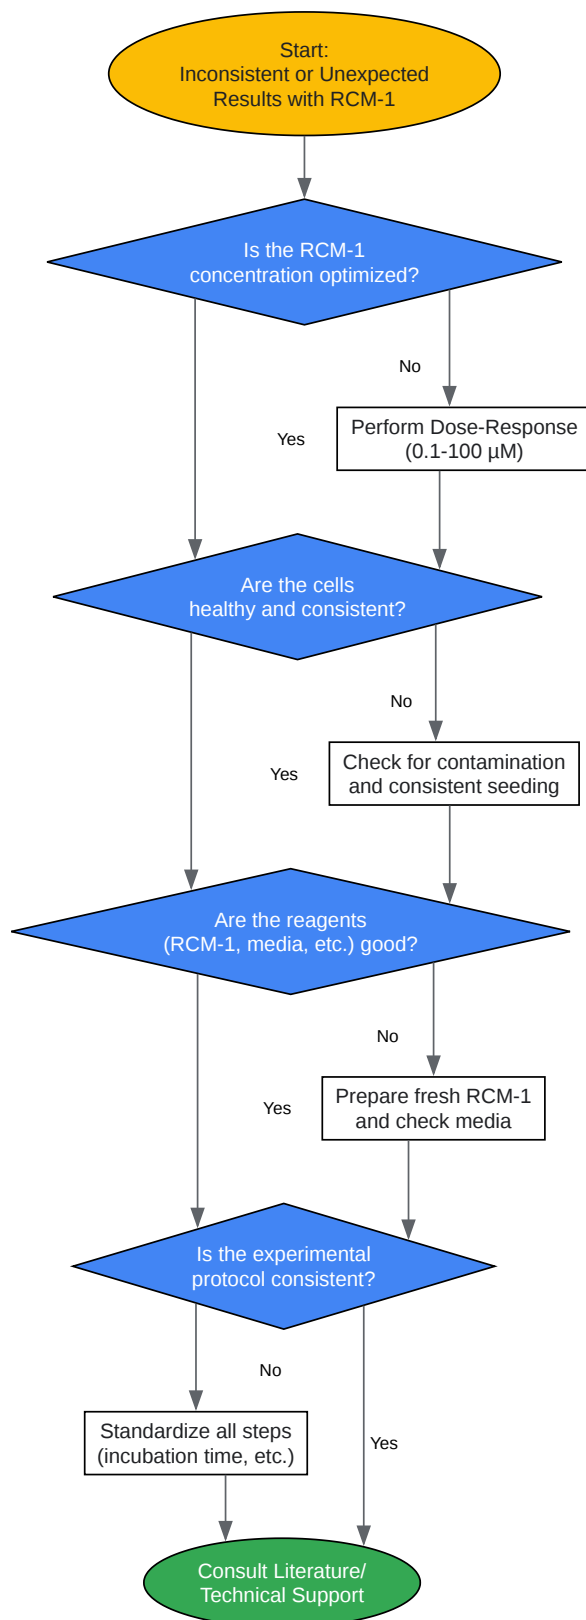 Start:
Inconsistent or Unexpected
Results with RCM-1
Is the RCM-1
concentration optimized?
No
Perform Dose-Response
(0.1-100 µM)
Yes
Are the cells
healthy and consistent?
No
Check for contamination
and consistent seeding
Yes
Are the reagents
(RCM-1, media, etc.) good?
No
Prepare fresh RCM-1
and check media
Yes
Is the experimental
protocol consistent?
No
Standardize all steps
(incubation time, etc.)
Yes
Consult Literature/
Technical Support